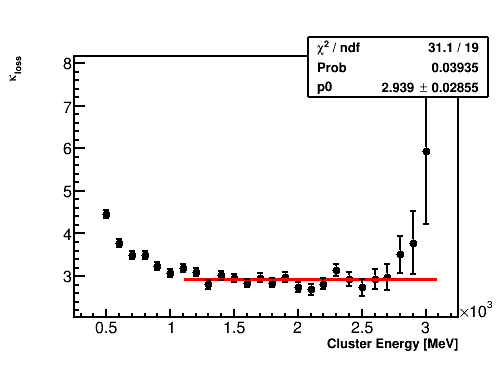 κloss
χ² / ndf 31.1 / 19
Prob 0.03935
p0 2.939 ± 0.02855
8
7
6
5
4
3
0.5 1 1.5 2 2.5 3
×10³
Cluster Energy [MeV]